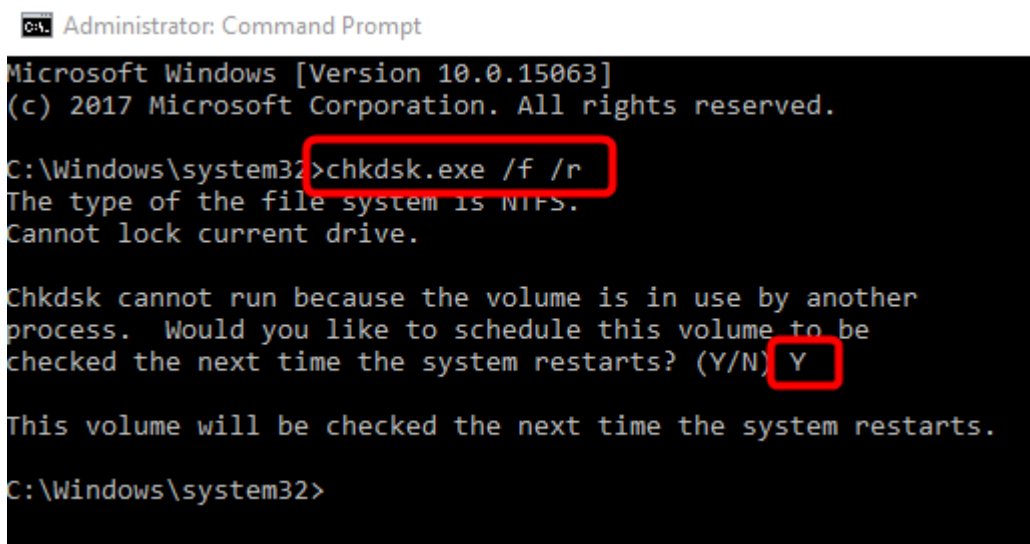 Administrator: Command Prompt
Microsoft Windows [Version 10.0.15063]
(c) 2017 Microsoft Corporation. All rights reserved.
C:\Windows\system32>chkdsk.exe /f /r
The type of the file system is NTFS.
Cannot lock current drive.
Chkdsk cannot run because the volume is in use by another
process.  Would you like to schedule this volume to be
checked the next time the system restarts? (Y/N) Y
This volume will be checked the next time the system restarts.
C:\Windows\system32>